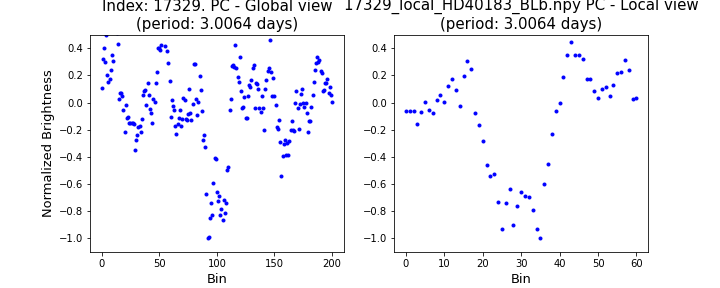 Index: 17329. PC - Global view
(period: 3.0064 days)
17329_local_HD40183_BLb.npy PC - Local view
(period: 3.0064 days)
Normalized Brightness
0.4
0.2
0.0
−0.2
−0.4
−0.6
−0.8
−1.0
0 50 100 150 200
Bin
0.4
0.2
0.0
−0.2
−0.4
−0.6
−0.8
−1.0
0 10 20 30 40 50 60
Bin